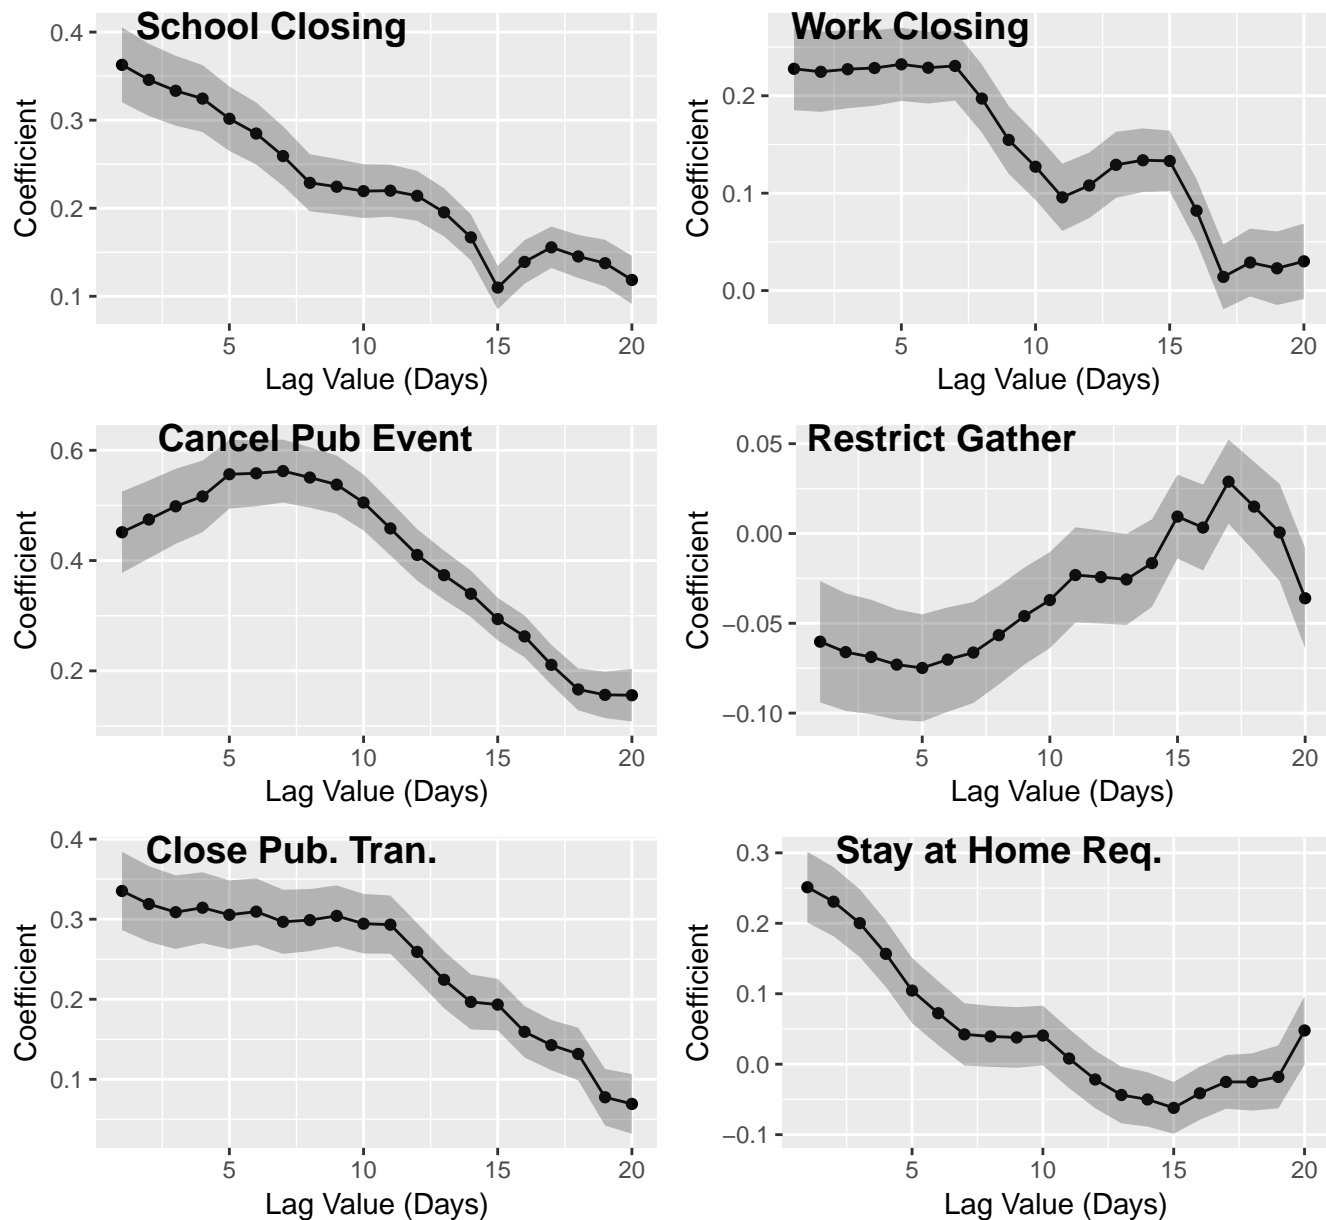 School Closing
Coefficient
0.4
0.3
0.2
0.1
5 10 15 20
Lag Value (Days)
Work Closing
Coefficient
0.2
0.1
0.0
5 10 15 20
Lag Value (Days)
Cancel Pub Event
Coefficient
0.6
0.4
0.2
5 10 15 20
Lag Value (Days)
Restrict Gather
Coefficient
0.05
0.00
−0.05
−0.10
5 10 15 20
Lag Value (Days)
Close Pub. Tran.
Coefficient
0.4
0.3
0.2
0.1
5 10 15 20
Lag Value (Days)
Stay at Home Req.
Coefficient
0.3
0.2
0.1
0.0
−0.1
5 10 15 20
Lag Value (Days)